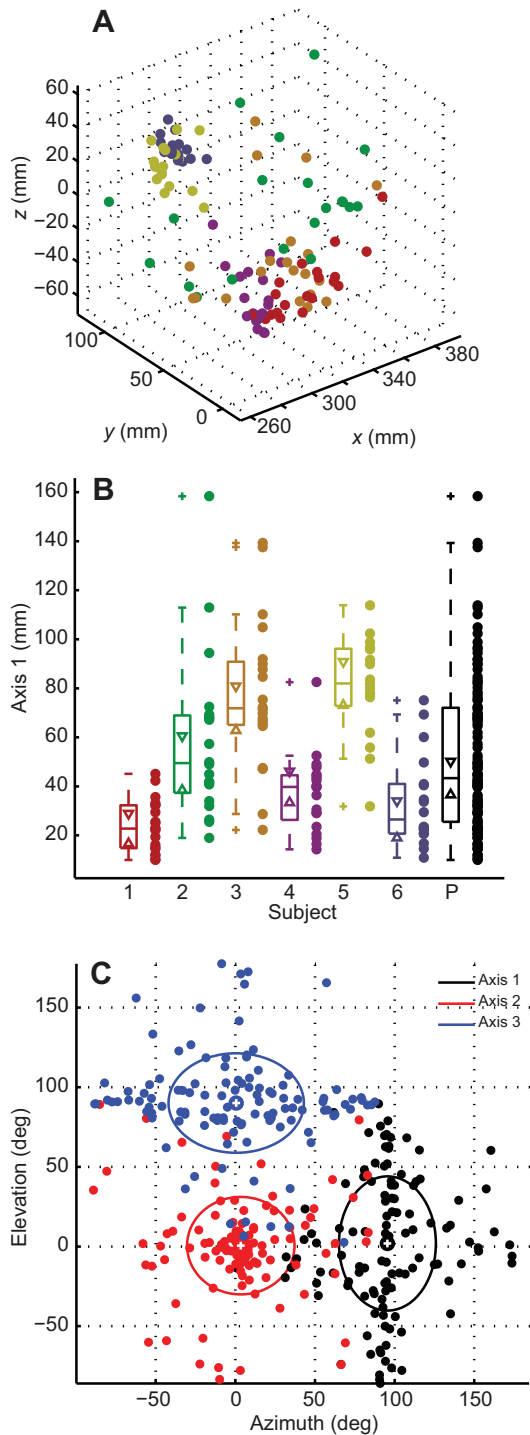 A
60
40
20
0
−20
−40
−60
z (mm)
100
50
0
y (mm)
260
300
340
380
x (mm)
B
160
140
120
100
80
60
40
20
Axis 1 (mm)
1 2 3 4 5 6 P
Subject
C
Axis 1
Axis 2
Axis 3
150
100
50
0
−50
Elevation (deg)
−50 0 50 100 150
Azimuth (deg)